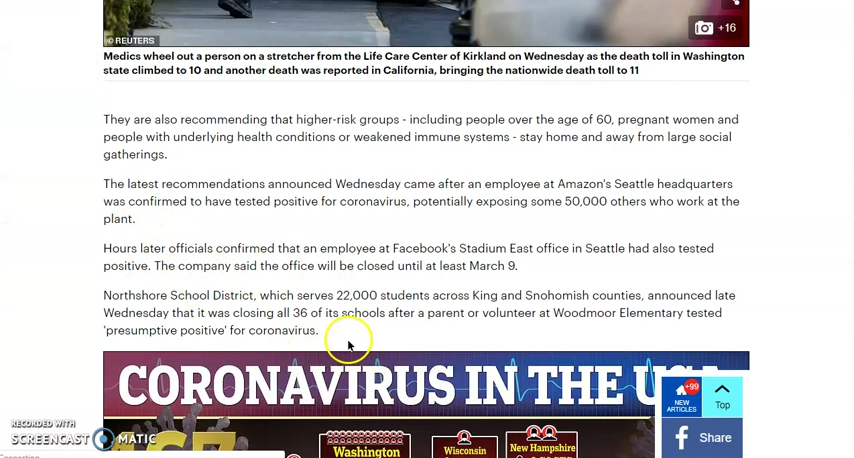 +16
© REUTERS
Medics wheel out a person on a stretcher from the Life Care Center of Kirkland on Wednesday as the death toll in Washington
state climbed to 10 and another death was reported in California, bringing the nationwide death toll to 11
They are also recommending that higher-risk groups - including people over the age of 60, pregnant women and
people with underlying health conditions or weakened immune systems - stay home and away from large social
gatherings.
The latest recommendations announced Wednesday came after an employee at Amazon's Seattle headquarters
was confirmed to have tested positive for coronavirus, potentially exposing some 50,000 others who work at the
plant.
Hours later officials confirmed that an employee at Facebook's Stadium East office in Seattle had also tested
positive. The company said the office will be closed until at least March 9.
Northshore School District, which serves 22,000 students across King and Snohomish counties, announced late
Wednesday that it was closing all 36 of its schools after a parent or volunteer at Woodmoor Elementary tested
'presumptive positive' for coronavirus.
CORONAVIRUS IN THE USA
+99
NEW
ARTICLES
Top
Share
RECORDED WITH
SCREENCAST MATIC
Washington
Wisconsin
New Hampshire